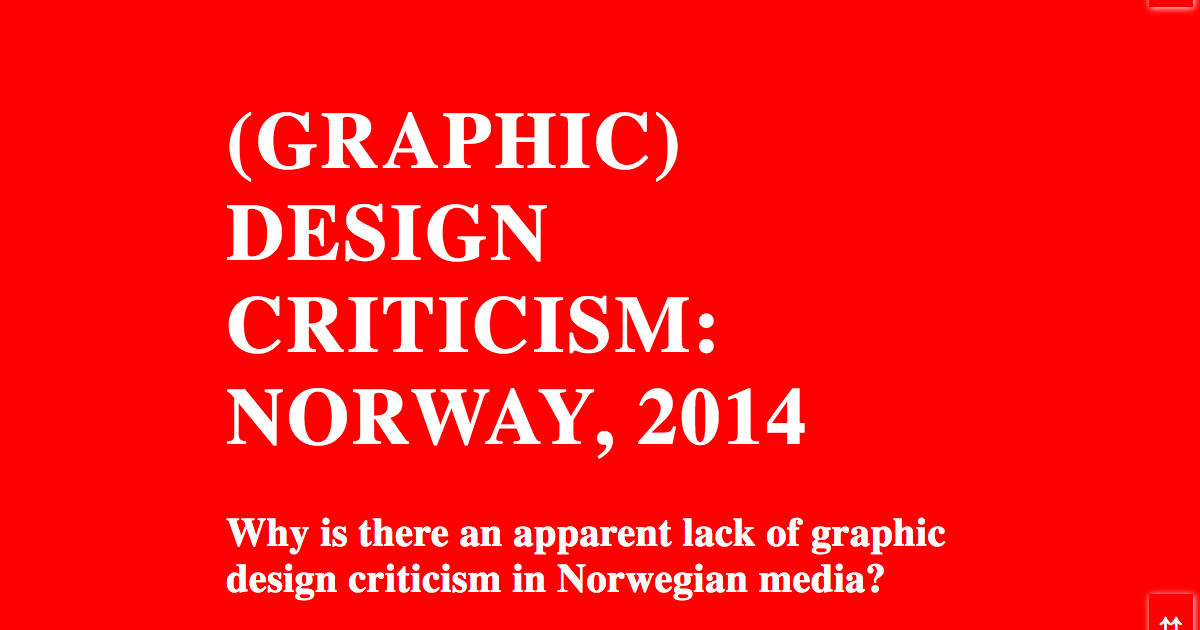 (GRAPHIC)
DESIGN
CRITICISM:
NORWAY, 2014
Why is there an apparent lack of graphic
design criticism in Norwegian media?